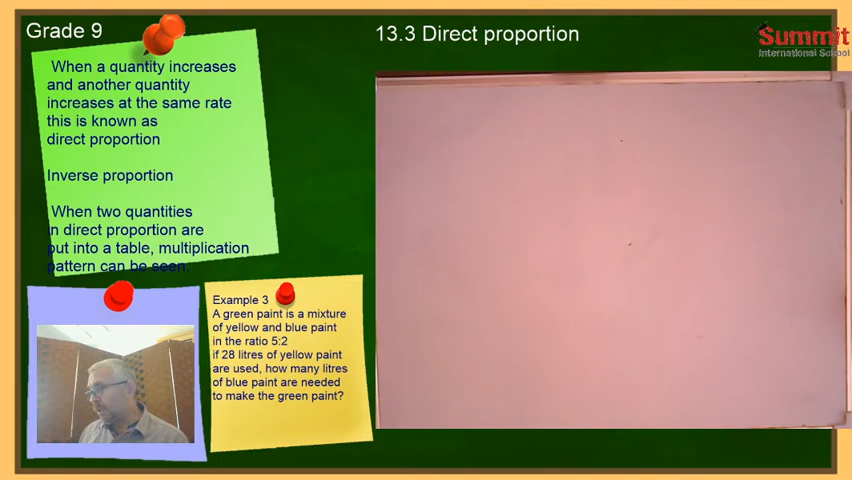 Grade 9
When a quantity increases
and another quantity
increases at the same rate
this is known as
direct proportion
Inverse proportion
When two quantities
in direct proportion are
put into a table, multiplication
pattern can be seen.
Example 3
A green paint is a mixture
of yellow and blue paint
in the ratio 5:2
if 28 litres of yellow paint
are used, how many litres
of blue paint are needed
to make the green paint?
13.3 Direct proportion
Summit
International School